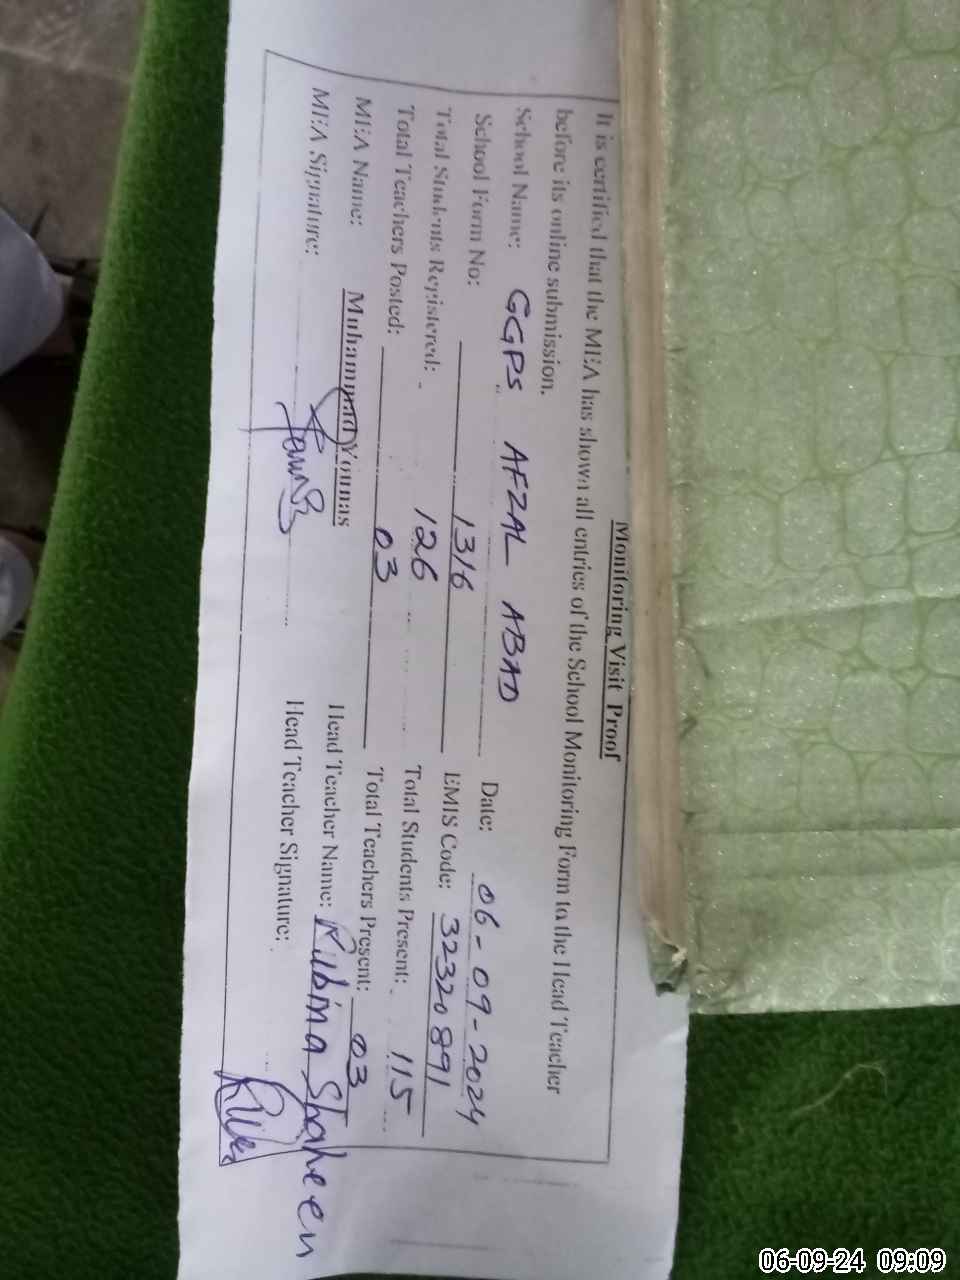 Monitoring Visit Proof
It is certified that the MEA has shown all entries of the School Monitoring Form to the Head Teacher
before its online submission.
School Name: GGPS AFZAL ABAD Date: 06-09-2024
School Form No: 1316 EMIS Code: 32320891
Total Students Registered: 126 Total Students Present: 115
Total Teachers Posted: 03 Total Teachers Present: 03
MEA Name: Muhammad Younas Head Teacher Name: Rubina Shaheen
MEA Signature: Head Teacher Signature:
06-09-24 09:09